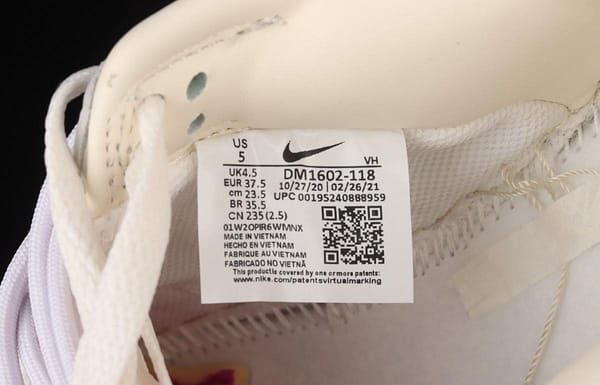 US
5
VH
UK4.5
EUR 37.5
cm 23.5
BR 35.5
CN 235 (2.5)
DM1602-118
10/27/20 | 02/26/21
UPC 00195240888959
01W2OPIR6WMNX
MADE IN VIETNAM
HECHO EN VIETNAM
FABRIQUE AU VIETNAM
FABRICADO NO VIETNÃ
This product is covered by one or more patents:
www.nike.com/patentsvirtualmarking